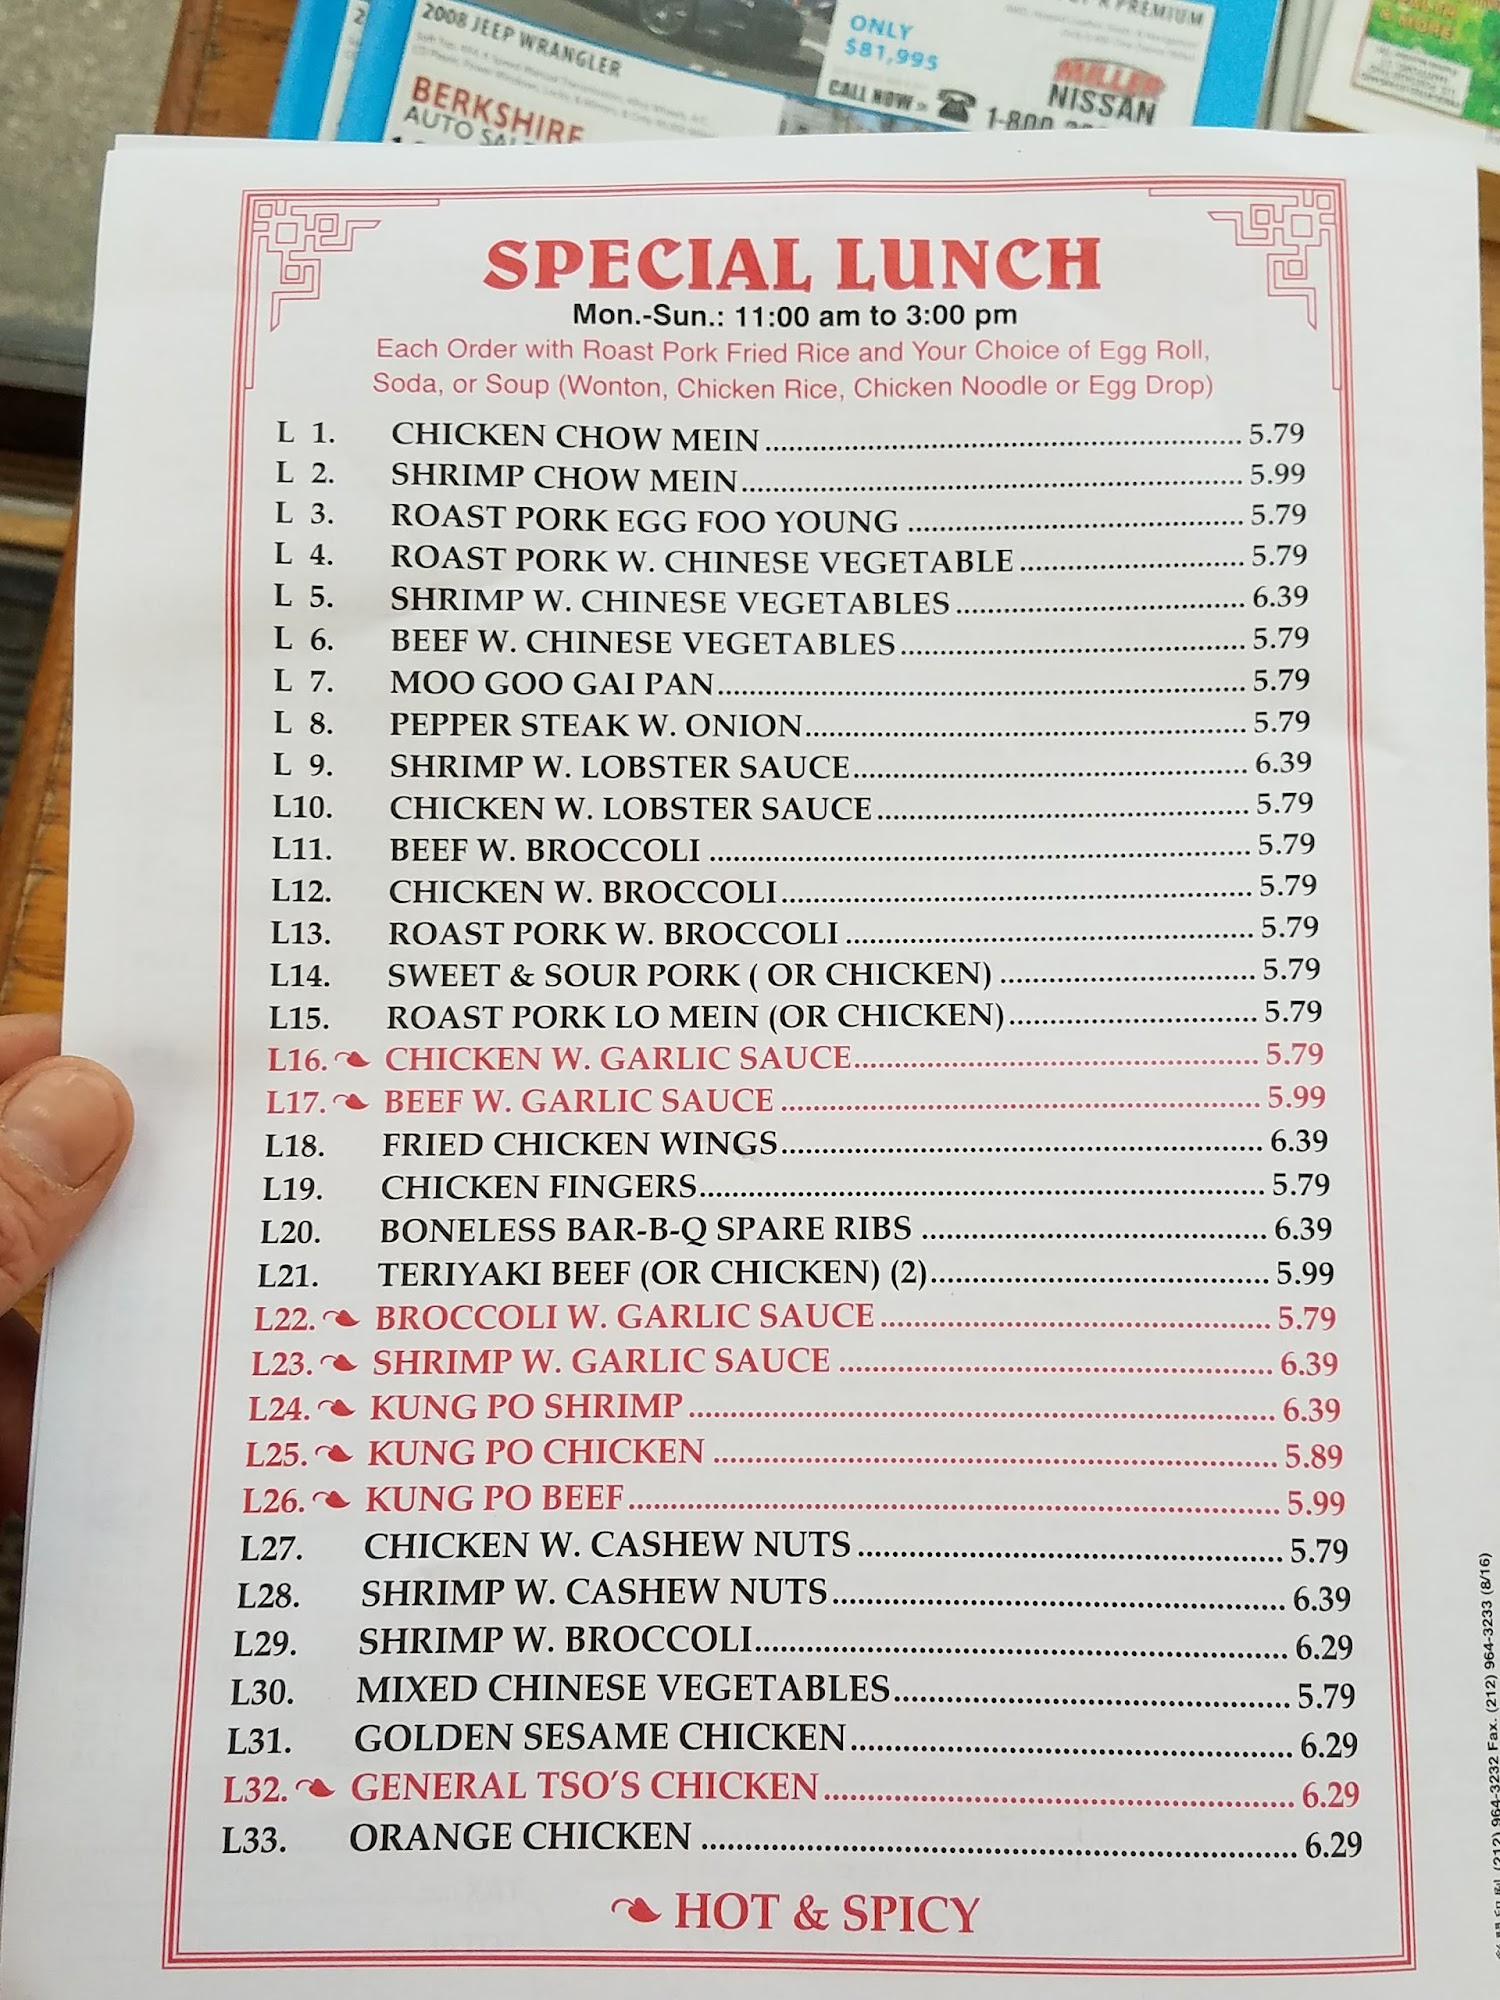 2008 JEEP WRANGLER
BERKSHIRE
AUTO
ONLY
$81,995
CALL NOW
PREMIUM
MILLER
NISSAN
1-800
& MORE
SPECIAL LUNCH
Mon.-Sun.: 11:00 am to 3:00 pm
Each Order with Roast Pork Fried Rice and Your Choice of Egg Roll,
Soda, or Soup (Wonton, Chicken Rice, Chicken Noodle or Egg Drop)
L 1. CHICKEN CHOW MEIN 5.79
L 2. SHRIMP CHOW MEIN 5.99
L 3. ROAST PORK EGG FOO YOUNG 5.79
L 4. ROAST PORK W. CHINESE VEGETABLE 5.79
L 5. SHRIMP W. CHINESE VEGETABLES 6.39
L 6. BEEF W. CHINESE VEGETABLES 5.79
L 7. MOO GOO GAI PAN 5.79
L 8. PEPPER STEAK W. ONION 5.79
L 9. SHRIMP W. LOBSTER SAUCE 6.39
L10. CHICKEN W. LOBSTER SAUCE 5.79
L11. BEEF W. BROCCOLI 5.79
L12. CHICKEN W. BROCCOLI 5.79
L13. ROAST PORK W. BROCCOLI 5.79
L14. SWEET & SOUR PORK ( OR CHICKEN) 5.79
L15. ROAST PORK LO MEIN (OR CHICKEN) 5.79
L16. CHICKEN W. GARLIC SAUCE 5.79
L17. BEEF W. GARLIC SAUCE 5.99
L18. FRIED CHICKEN WINGS 6.39
L19. CHICKEN FINGERS 5.79
L20. BONELESS BAR-B-Q SPARE RIBS 6.39
L21. TERIYAKI BEEF (OR CHICKEN) (2) 5.99
L22. BROCCOLI W. GARLIC SAUCE 5.79
L23. SHRIMP W. GARLIC SAUCE 6.39
L24. KUNG PO SHRIMP 6.39
L25. KUNG PO CHICKEN 5.89
L26. KUNG PO BEEF 5.99
L27. CHICKEN W. CASHEW NUTS 5.79
L28. SHRIMP W. CASHEW NUTS 6.39
L29. SHRIMP W. BROCCOLI 6.29
L30. MIXED CHINESE VEGETABLES 5.79
L31. GOLDEN SESAME CHICKEN 6.29
L32. GENERAL TSO'S CHICKEN 6.29
L33. ORANGE CHICKEN 6.29
HOT & SPICY
(212) 964-3232 Fax. (212) 964-3233 (8/16)